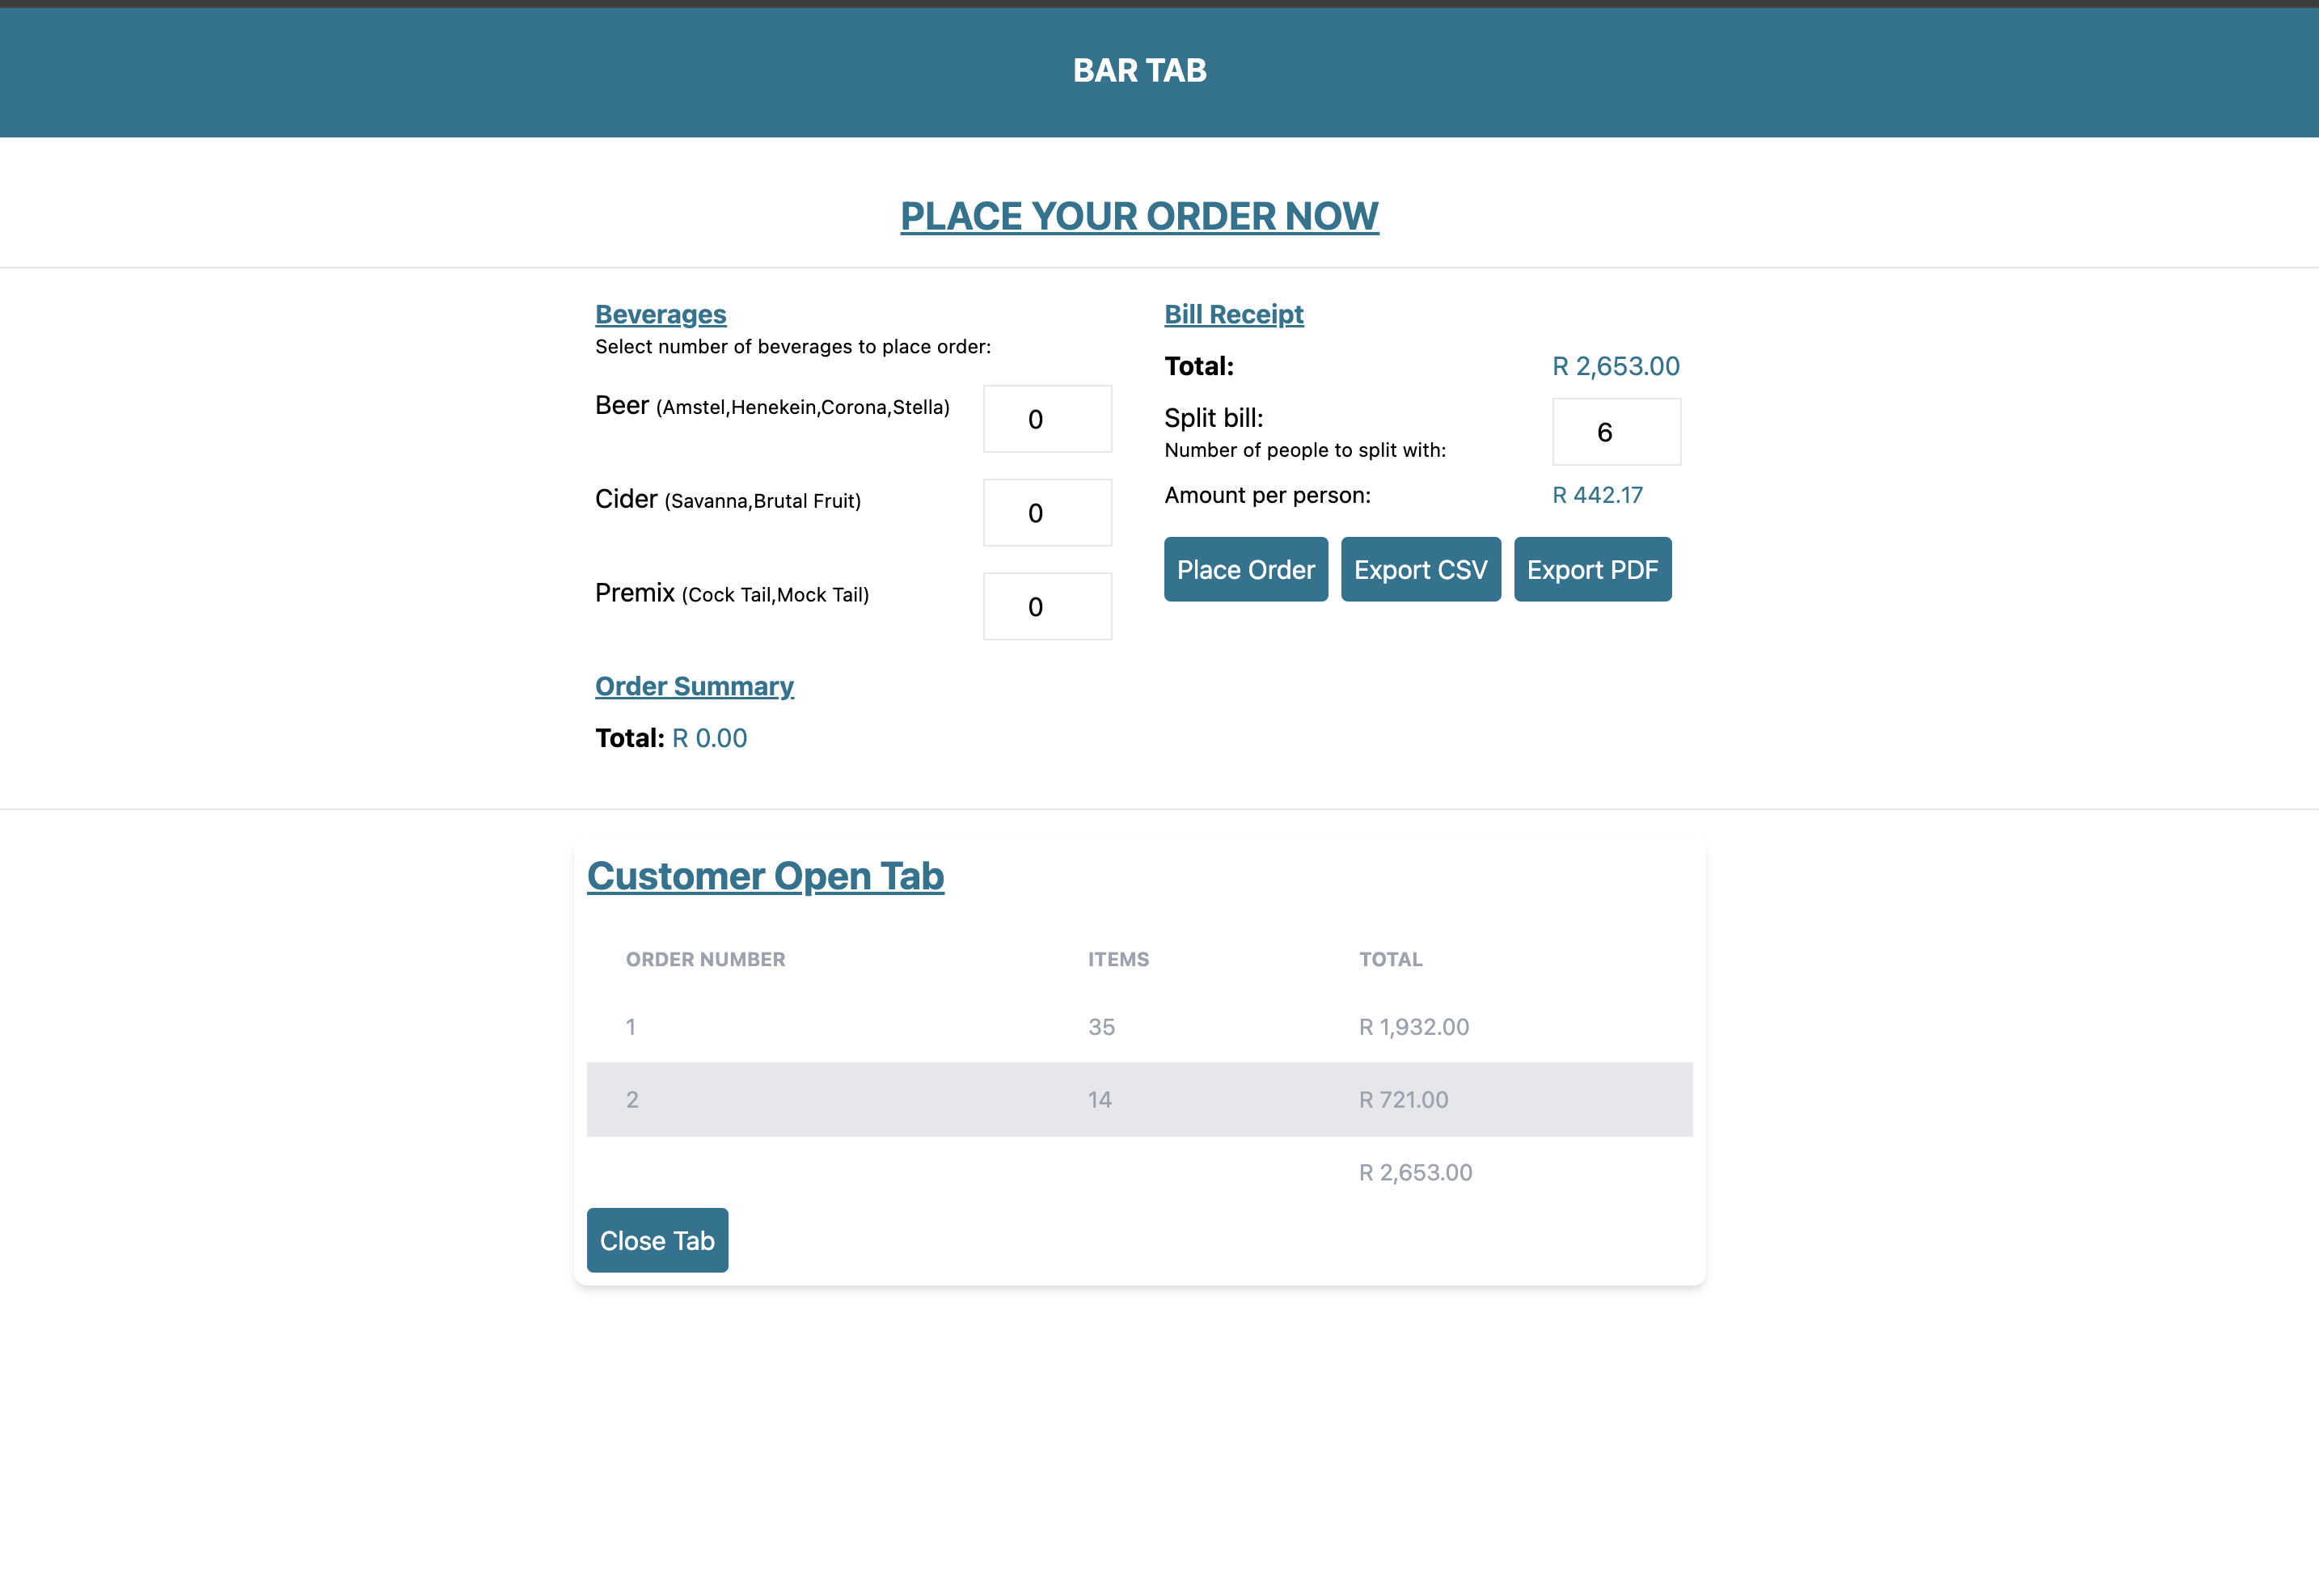 BAR TAB
PLACE YOUR ORDER NOW
Beverages
Select number of beverages to place order:
Beer (Amstel,Henekein,Corona,Stella)
0
Cider (Savanna,Brutal Fruit)
0
Premix (Cock Tail,Mock Tail)
0
Order Summary
Total: R 0.00
Bill Receipt
Total: R 2,653.00
Split bill:
Number of people to split with:
6
Amount per person: R 442.17
Place Order Export CSV Export PDF
Customer Open Tab
ORDER NUMBER ITEMS TOTAL
1 35 R 1,932.00
2 14 R 721.00
R 2,653.00
Close Tab